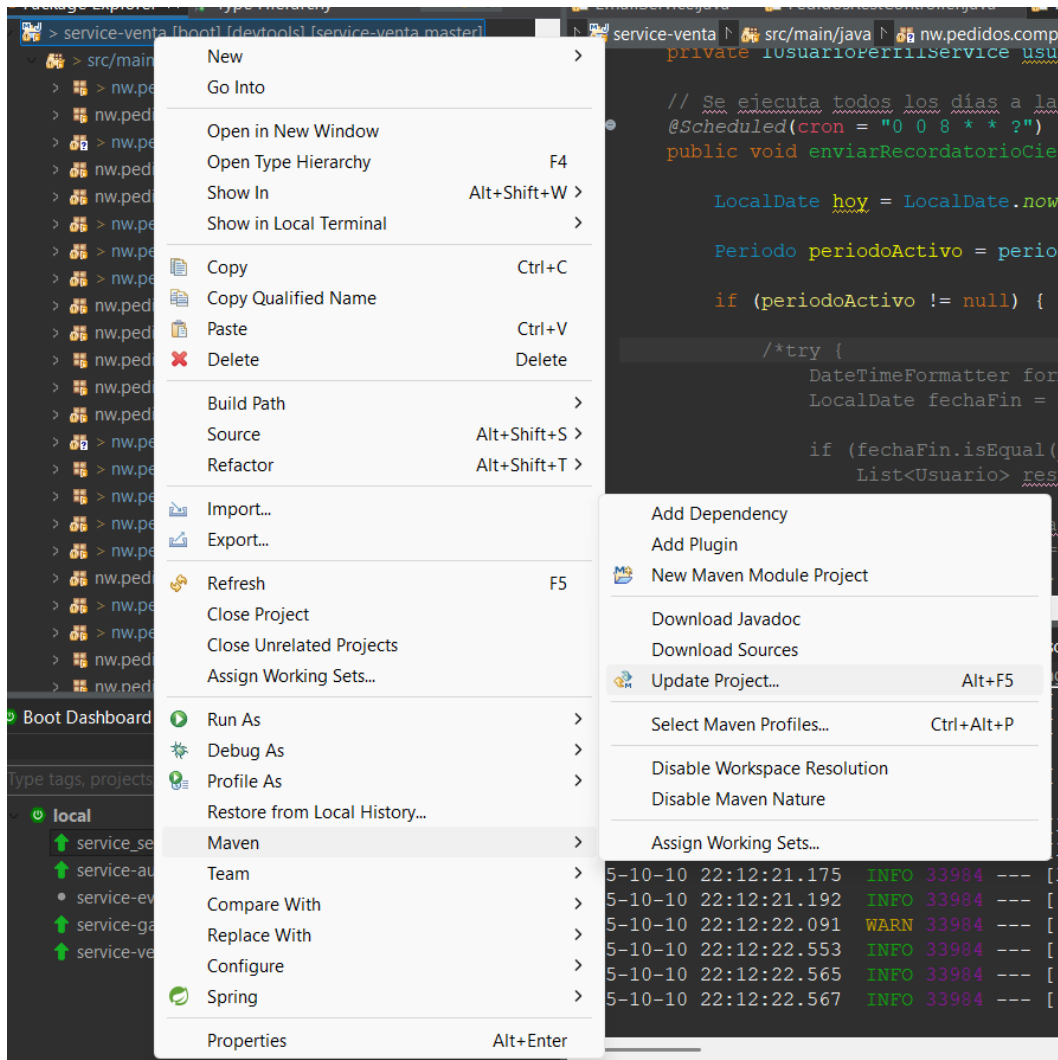 Package Explorer
Type Hierarchy
EmailService.java
PedidosRestController.java
> service-venta [boot] [devtools] [service-venta master]
> src/main
> nw.pe
nw.pedi
> nw.pe
nw.pedi
nw.pedi
> nw.pe
> nw.pe
> nw.pe
nw.pedi
nw.pedi
nw.pedi
nw.pedi
nw.pedi
> nw.pe
> nw.pe
> nw.pe
> nw.pe
> nw.pe
nw.pedi
> nw.pe
> nw.pe
nw.pedi
nw.pedi
Boot Dashboard
Type tags, projects
local
service_se
service-au
service-ev
service-ga
service-ve
New
Go Into
Open in New Window
Open Type Hierarchy F4
Show In Alt+Shift+W >
Show in Local Terminal
Copy Ctrl+C
Copy Qualified Name
Paste Ctrl+V
Delete Delete
Build Path
Source Alt+Shift+S >
Refactor Alt+Shift+T >
Import...
Export...
Refresh F5
Close Project
Close Unrelated Projects
Assign Working Sets...
Run As
Debug As
Profile As
Restore from Local History...
Maven
Team
Compare With
Replace With
Configure
Spring
Properties Alt+Enter
service-venta src/main/java nw.pedidos.comp
private IUsuarioPerfilService usu
// Se ejecuta todos los días a la
@Scheduled(cron = "0 0 8 * * ?")
public void enviarRecordatorioCie
LocalDate hoy = LocalDate.now
Periodo periodoActivo = perio
if (periodoActivo != null) {
/*try {
DateTimeFormatter for
LocalDate fechaFin =
if (fechaFin.isEqual(
List<Usuario> res
Add Dependency
Add Plugin
New Maven Module Project
Download Javadoc
Download Sources
Update Project... Alt+F5
Select Maven Profiles... Ctrl+Alt+P
Disable Workspace Resolution
Disable Maven Nature
Assign Working Sets...
5-10-10 22:12:21.175 INFO 33984 --- [
5-10-10 22:12:21.192 INFO 33984 --- [
5-10-10 22:12:22.091 WARN 33984 --- [
5-10-10 22:12:22.553 INFO 33984 --- [
5-10-10 22:12:22.565 INFO 33984 --- [
5-10-10 22:12:22.567 INFO 33984 --- [